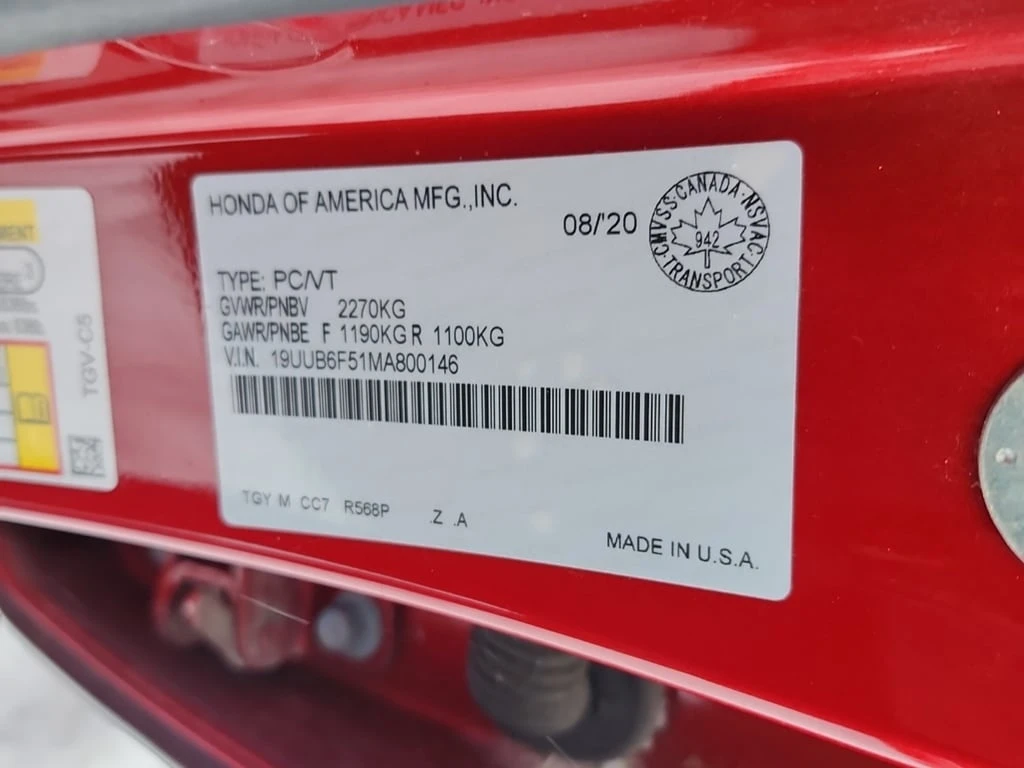 HONDA OF AMERICA MFG.,INC.
08/'20
CMVSS·CANADA·NSVAC
942
·TRANSPORT·
TYPE: PC/VT
GVWR/PNBV 2270KG
GAWR/PNBE F 1190KG R 1100KG
V.I.N. 19UUB6F51MA800146
TGY M CC7 R568P .Z .A
MADE IN U.S.A.
TGV-C5